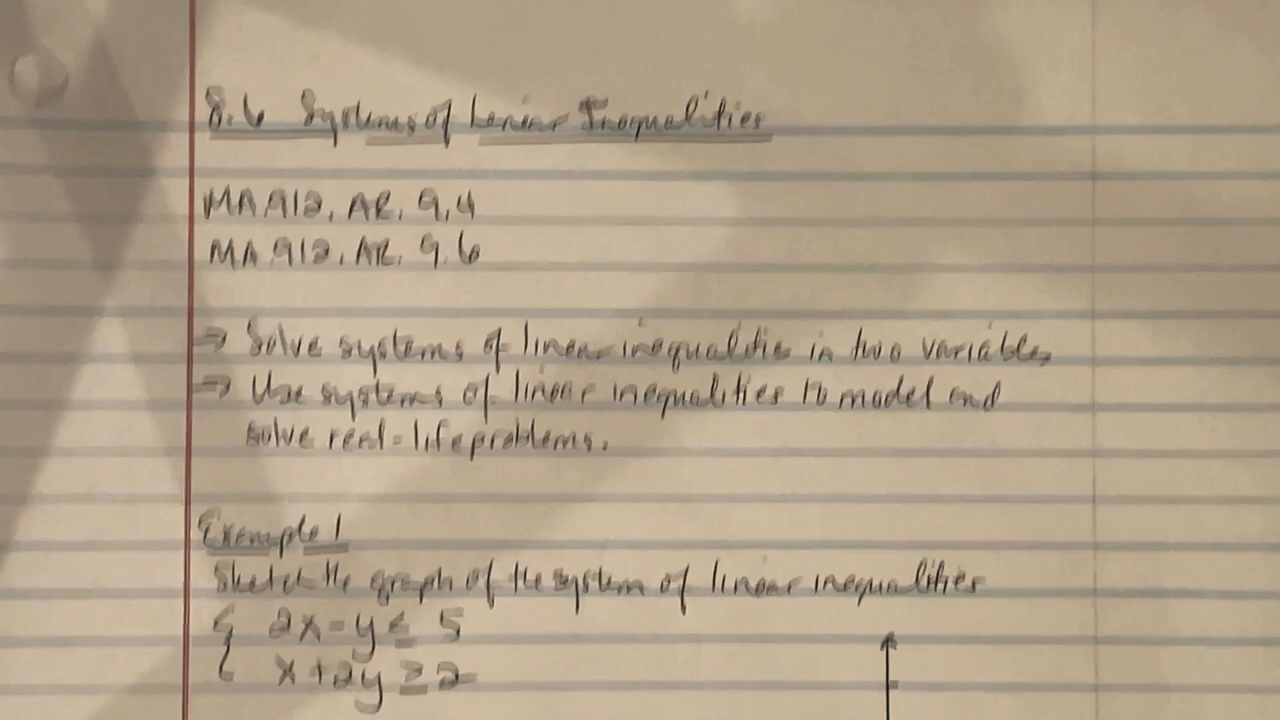 8.6 Systems of Linear Inequalities
MA.912.AR.9.4
MA.912.AR.9.6
→ Solve systems of linear inequalities in two variables
→ Use systems of linear inequalities to model and
solve real-life problems.
Example 1
Sketch the graph of the system of linear inequalities
{ 2x-y ≤ 5
x+2y ≥ 2